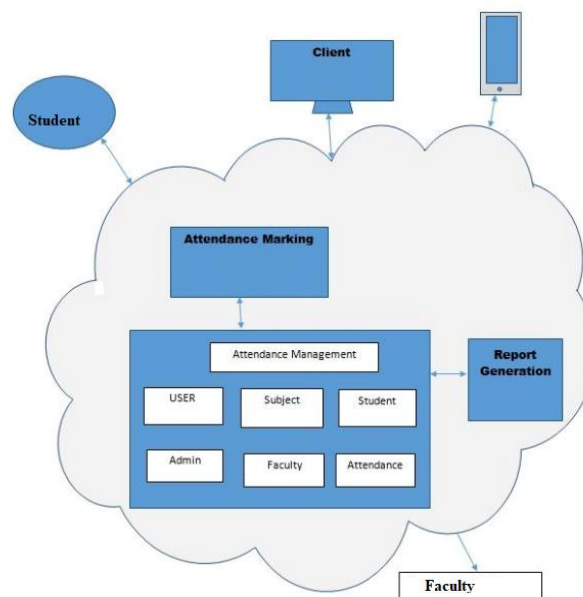 Client
Student
Attendance Marking
Attendance Management
Report
Generation
USER
Subject
Student
Admin
Faculty
Attendance
Faculty